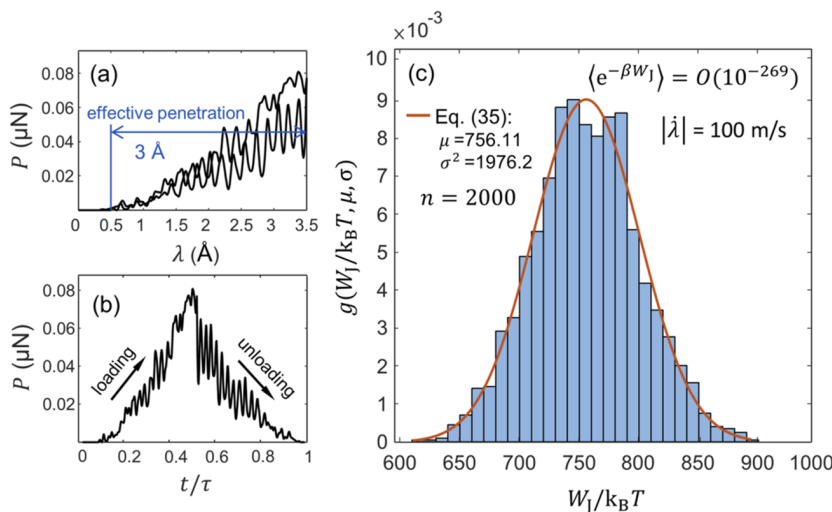 (a)
0.08
0.06
0.04
0.02
P (μN)
effective penetration
3 Å
0 0.5 1 1.5 2 2.5 3 3.5
λ (Å)
(b)
0.08
0.06
0.04
0.02
P (μN)
loading
unloading
0.2 0.4 0.6 0.8 1
t/τ
×10⁻³
(c)
10
9
8
7
6
5
4
3
2
1
0
g(W_J/k_BT, μ, σ)
⟨e^{-βW_J}⟩ = O(10⁻²⁶⁹)
Eq. (35):
μ=756.11
σ²=1976.2
|λ̇| = 100 m/s
n = 2000
600 650 700 750 800 850 900 1000
W_J/k_BT